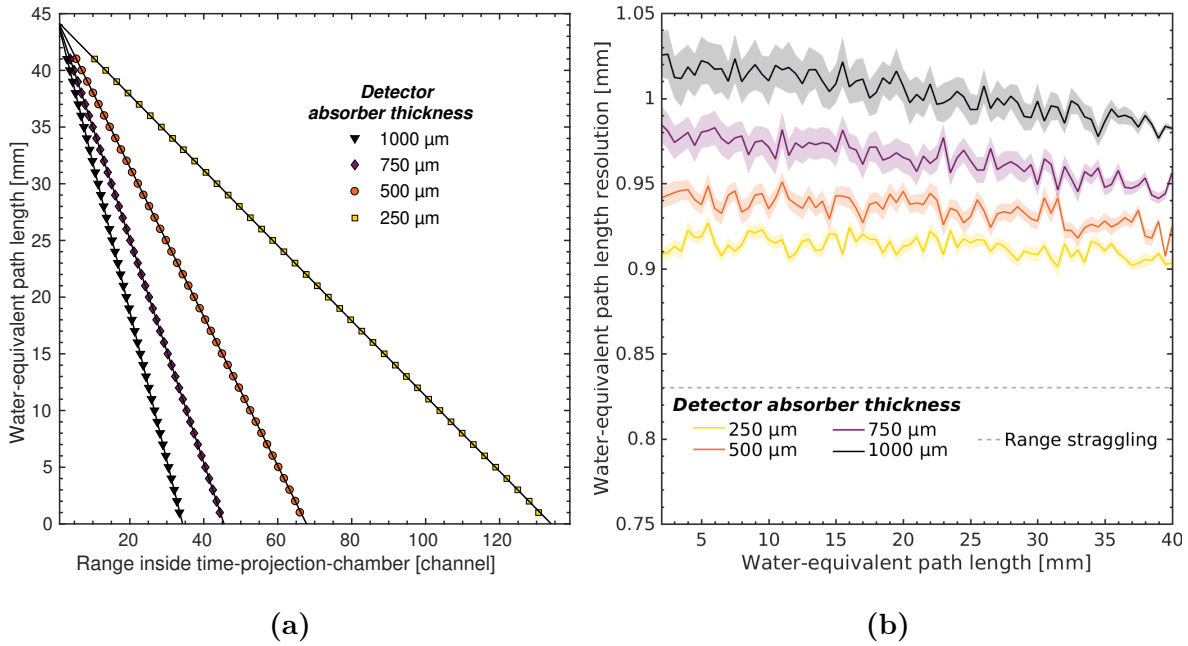 45
40
35
30
25
20
15
10
5
0
Water-equivalent path length [mm]
20
40
60
80
100
120
Range inside time-projection-chamber [channel]
Detector
absorber thickness
1000 µm
750 µm
500 µm
250 µm
(a)
1.05
1
0.95
0.9
0.85
0.8
0.75
Water-equivalent path length resolution [mm]
Detector absorber thickness
250 µm
500 µm
750 µm
1000 µm
Range straggling
5
10
15
20
25
30
35
40
Water-equivalent path length [mm]
(b)